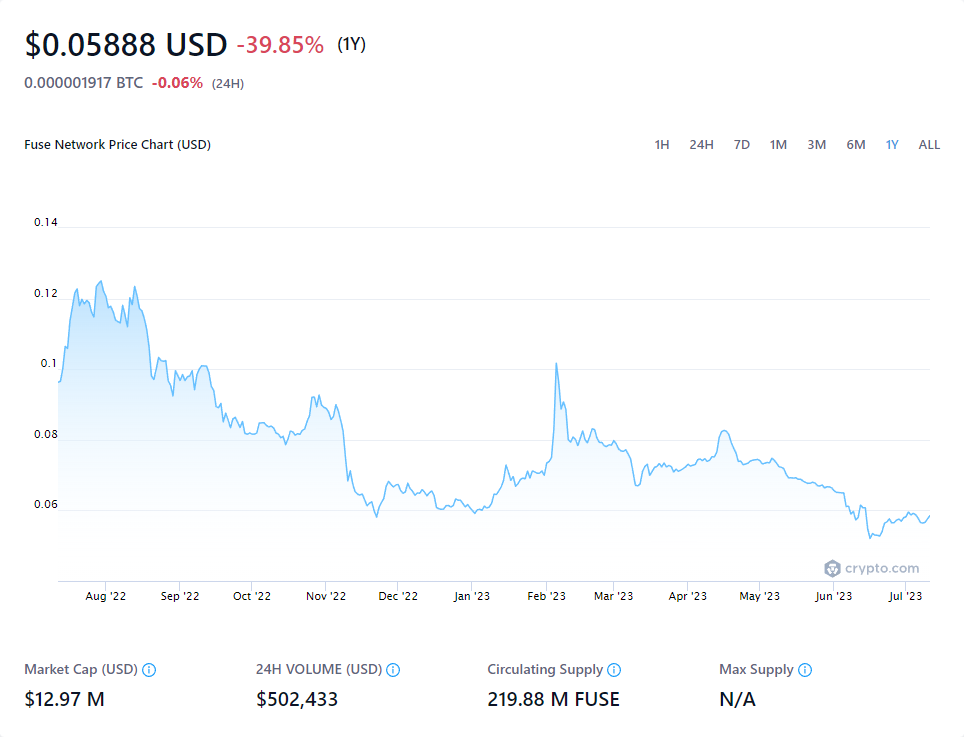 $0.05888 USD -39.85% (1Y)
0.000001917 BTC -0.06% (24H)
Fuse Network Price Chart (USD) 1H 24H 7D 1M 3M 6M 1Y ALL
0.14
0.12
0.1
0.08
0.06
crypto.com
Aug '22 Sep '22 Oct '22 Nov '22 Dec '22 Jan '23 Feb '23 Mar '23 Apr '23 May '23 Jun '23 Jul '23
Market Cap (USD) 24H VOLUME (USD) Circulating Supply Max Supply
$12.97 M $502,433 219.88 M FUSE N/A